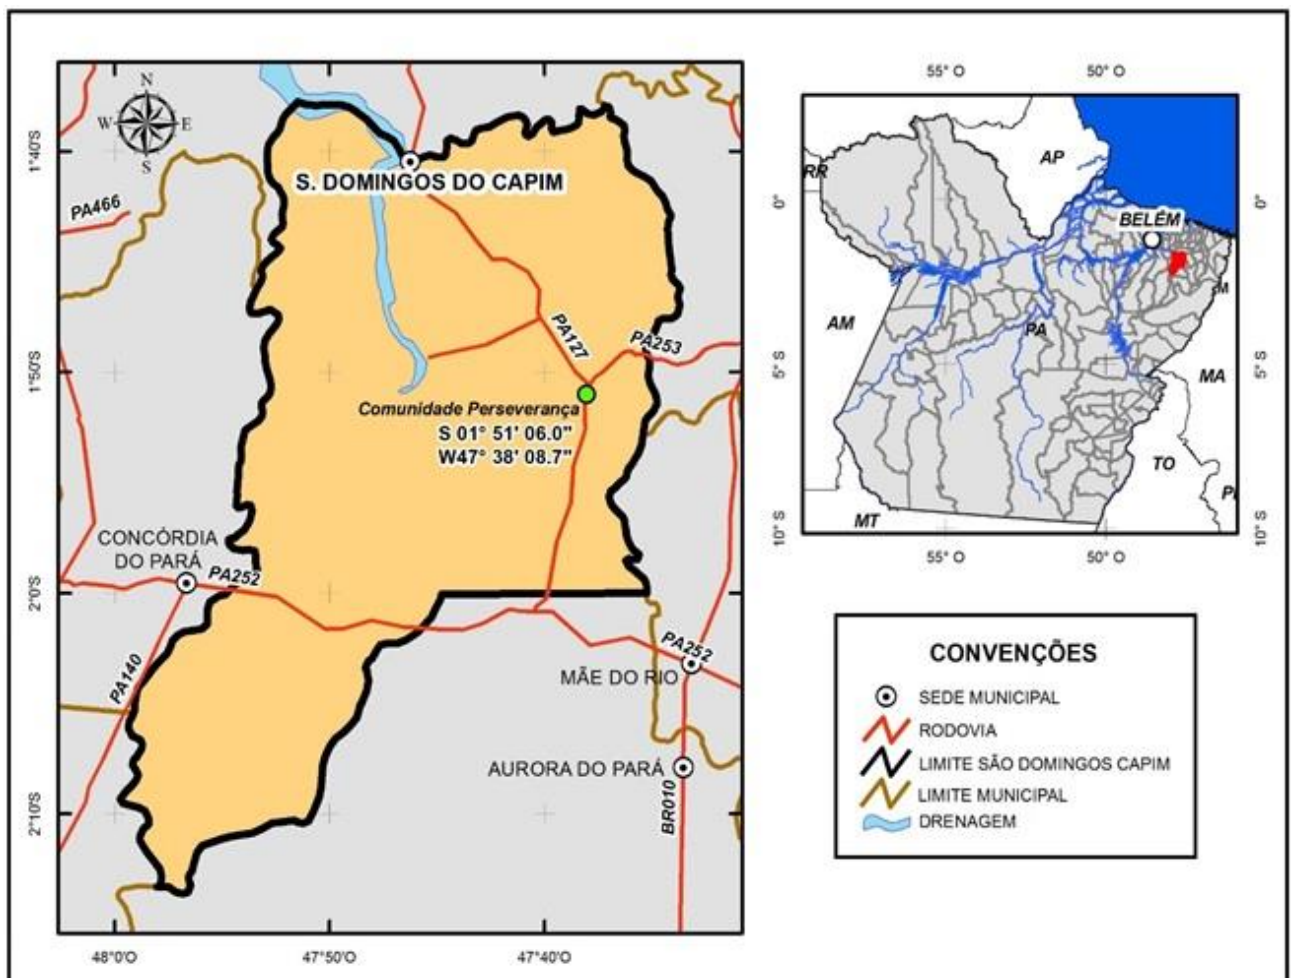 N
W
E
S
1°40'S
1°50'S
2°0'S
2°10'S
PA466
S. DOMINGOS DO CAPIM
PA127
PA253
Comunidade Perseverança
S 01° 51' 06.0"
W47° 38' 08.7"
CONCÓRDIA
DO PARÁ
PA252
PA140
PA252
MÃE DO RIO
AURORA DO PARÁ
BR010
48°0'O
47°50'O
47°40'O
55° O
50° O
RR
AP
0°
0°
BELÉM
M
AM
PA
5° S
5° S
MA
TO
MT
10° S
10° S
55° O
50° O
CONVENÇÕES
SEDE MUNICIPAL
RODOVIA
LIMITE SÃO DOMINGOS CAPIM
LIMITE MUNICIPAL
DRENAGEM